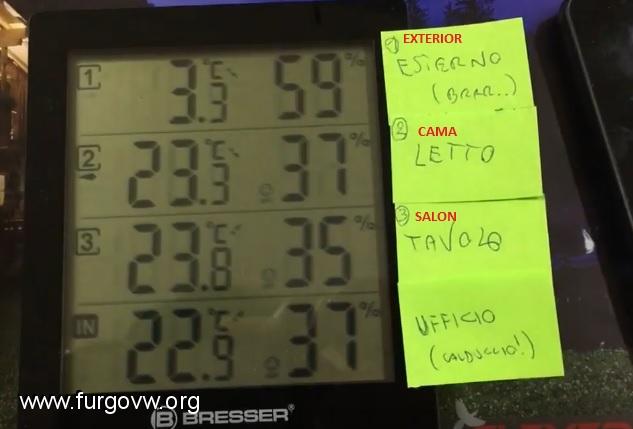 1 3.3 °C 59 %
① EXTERIOR
ESTERNO
(BRRR..)
2 23.3 °C 37 %
② CAMA
LETTO
3 23.8 °C 35 %
③ SALON
TAVOLO
IN 22.9 °C 37 %
UFFICIO
(CALDUCCIO!)
www.furgovw.org
B BRESSER®